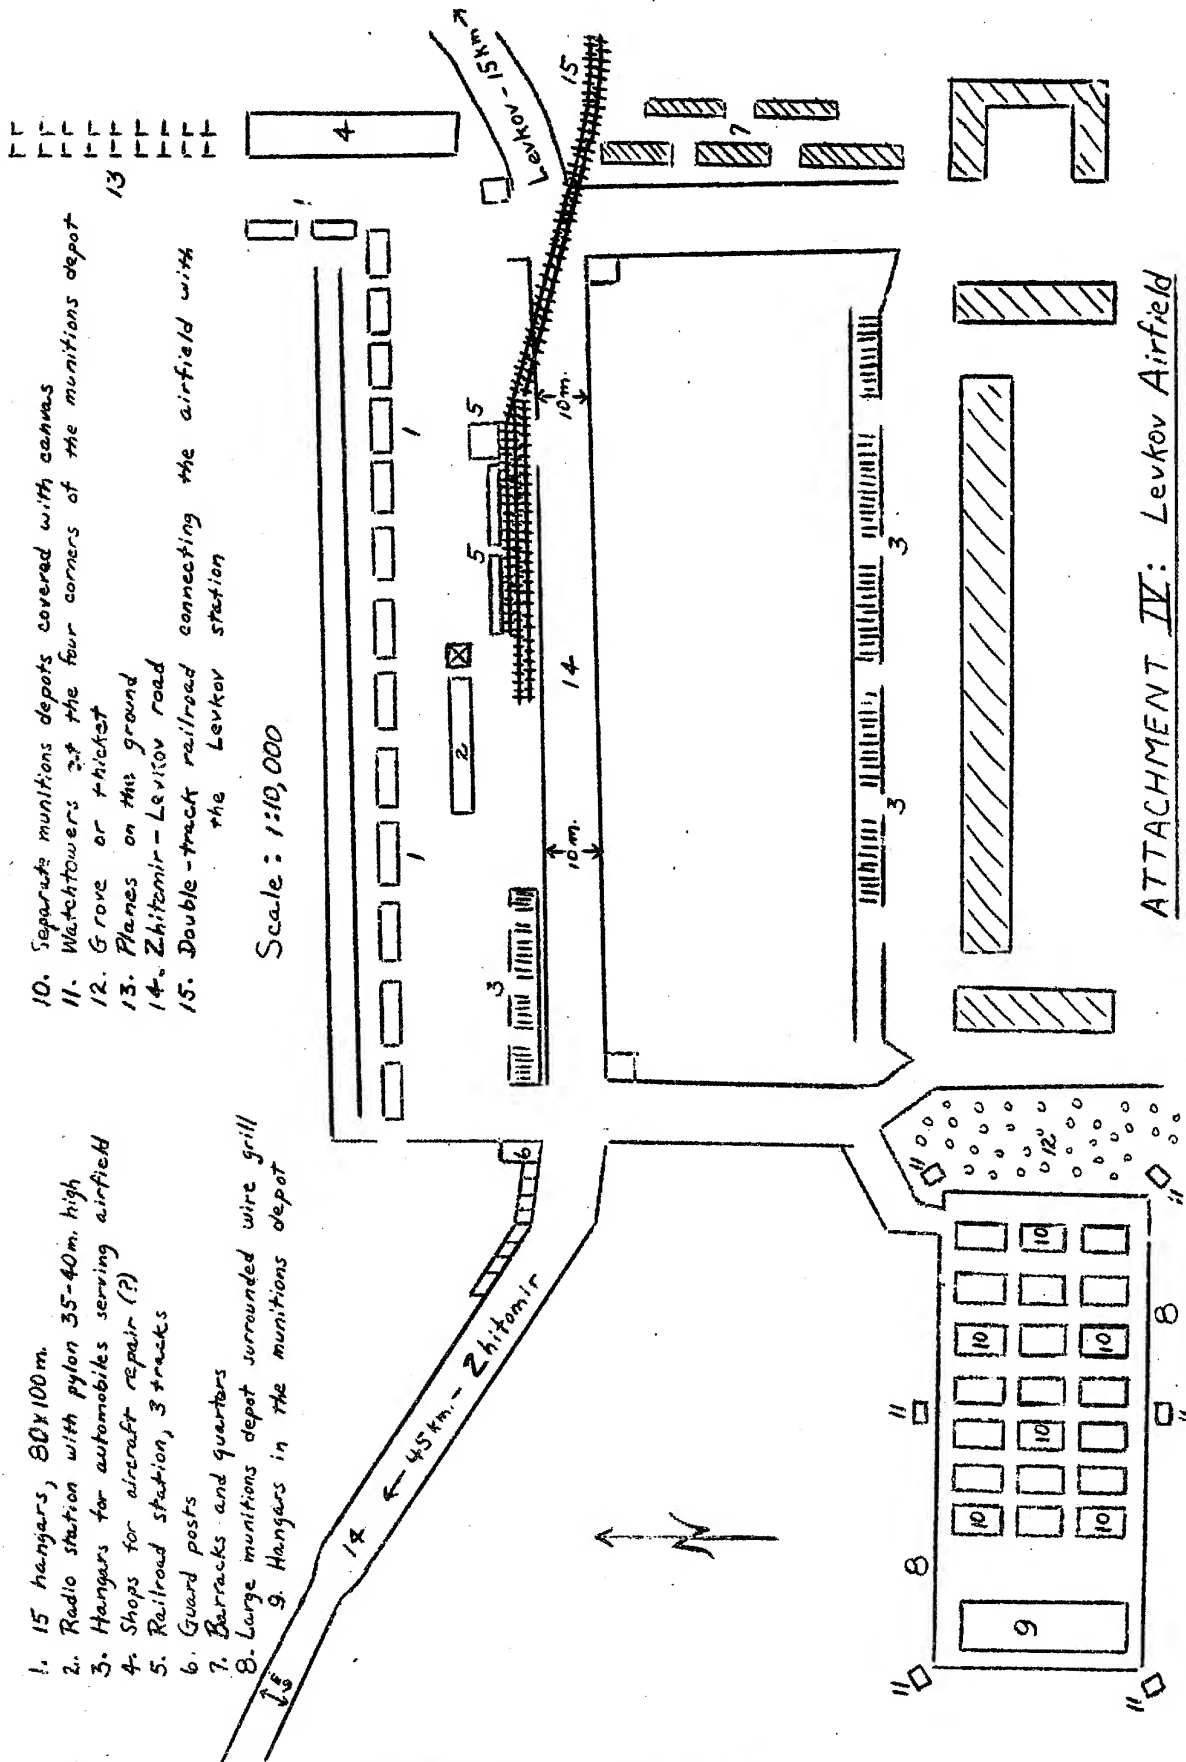 1. 15 hangars, 80x100m.
2. Radio station with pylon 35-40m. high
3. Hangars for automobiles serving airfield
4. Shops for aircraft repair (?)
5. Railroad station, 3 tracks
6. Guard posts
7. Barracks and quarters
8. Large munitions depot surrounded wire grill
9. Hangars in the munitions depot
10. Separate munitions depots covered with canvas
11. Watchtowers at the four corners of the munitions depot
12. Grove or thicket
13. Planes on the ground
14. Zhitomir - Levkov road
15. Double-track railroad connecting the airfield with
the Levkov station
Scale: 1:10,000
13
4
1
Levkov - 15km
15
1
5
5
2
1
3
10m.
14
10m.
7
6
14
← 45 km. - Zhitomir
3
3
12
11
11
11
11
11
11
10
10
10
10
10
10
8
8
9
ATTACHMENT IV: Levkov Airfield